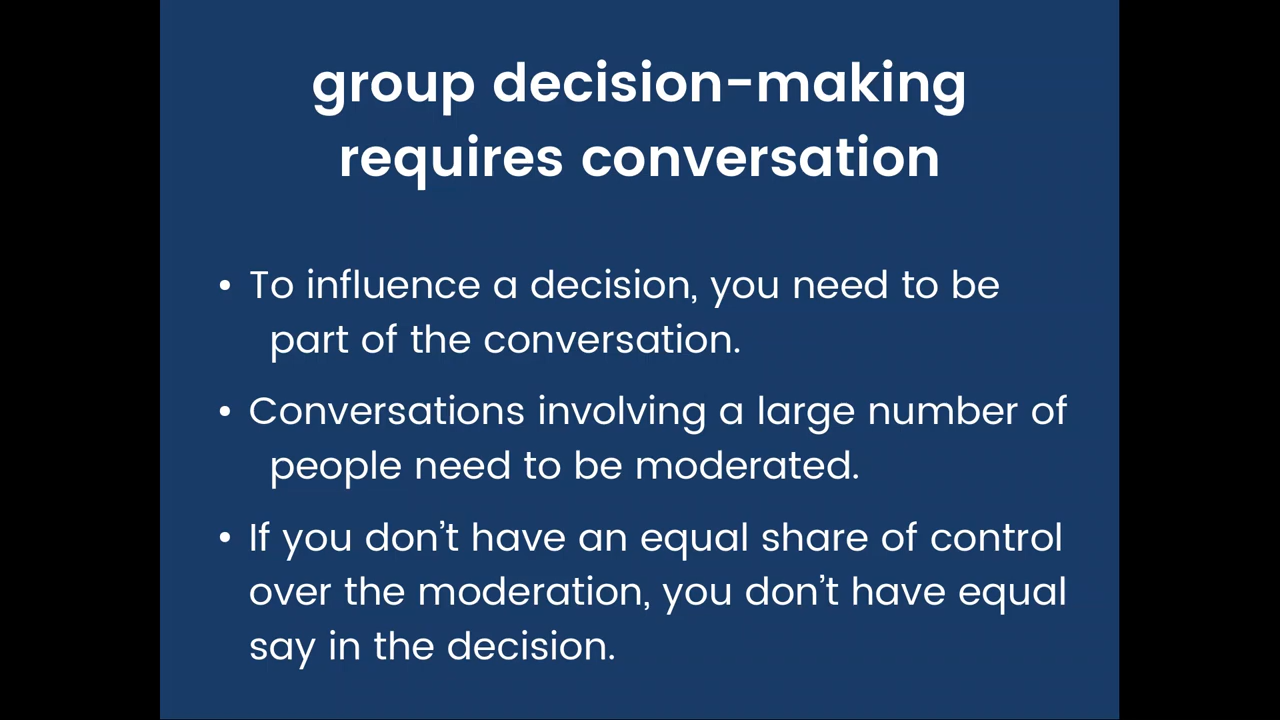 group decision-making
requires conversation
• To influence a decision, you need to be
part of the conversation.
• Conversations involving a large number of
people need to be moderated.
• If you don’t have an equal share of control
over the moderation, you don’t have equal
say in the decision.